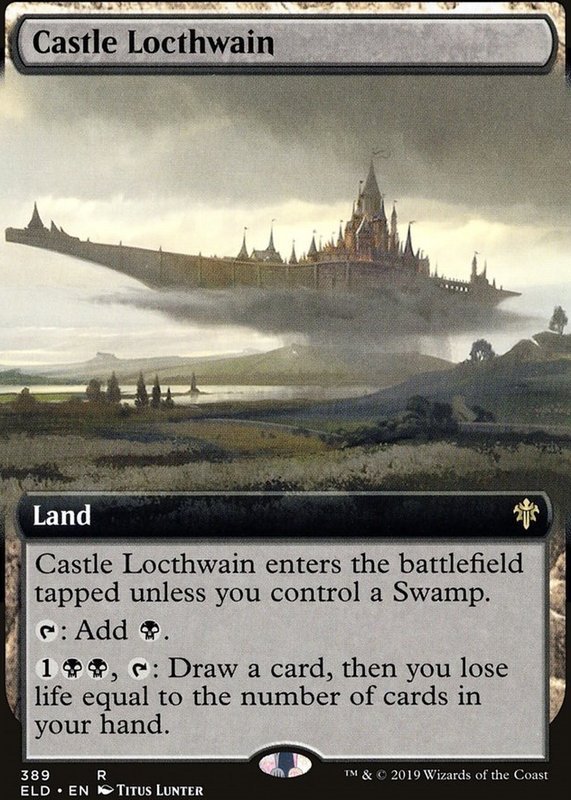 Castle Locthwain
Land
Castle Locthwain enters the battlefield
tapped unless you control a Swamp.
: Add .
1, : Draw a card, then you lose
life equal to the number of cards in
your hand.
389 R
ELD • EN Titus Lunter
™ & © 2019 Wizards of the Coast